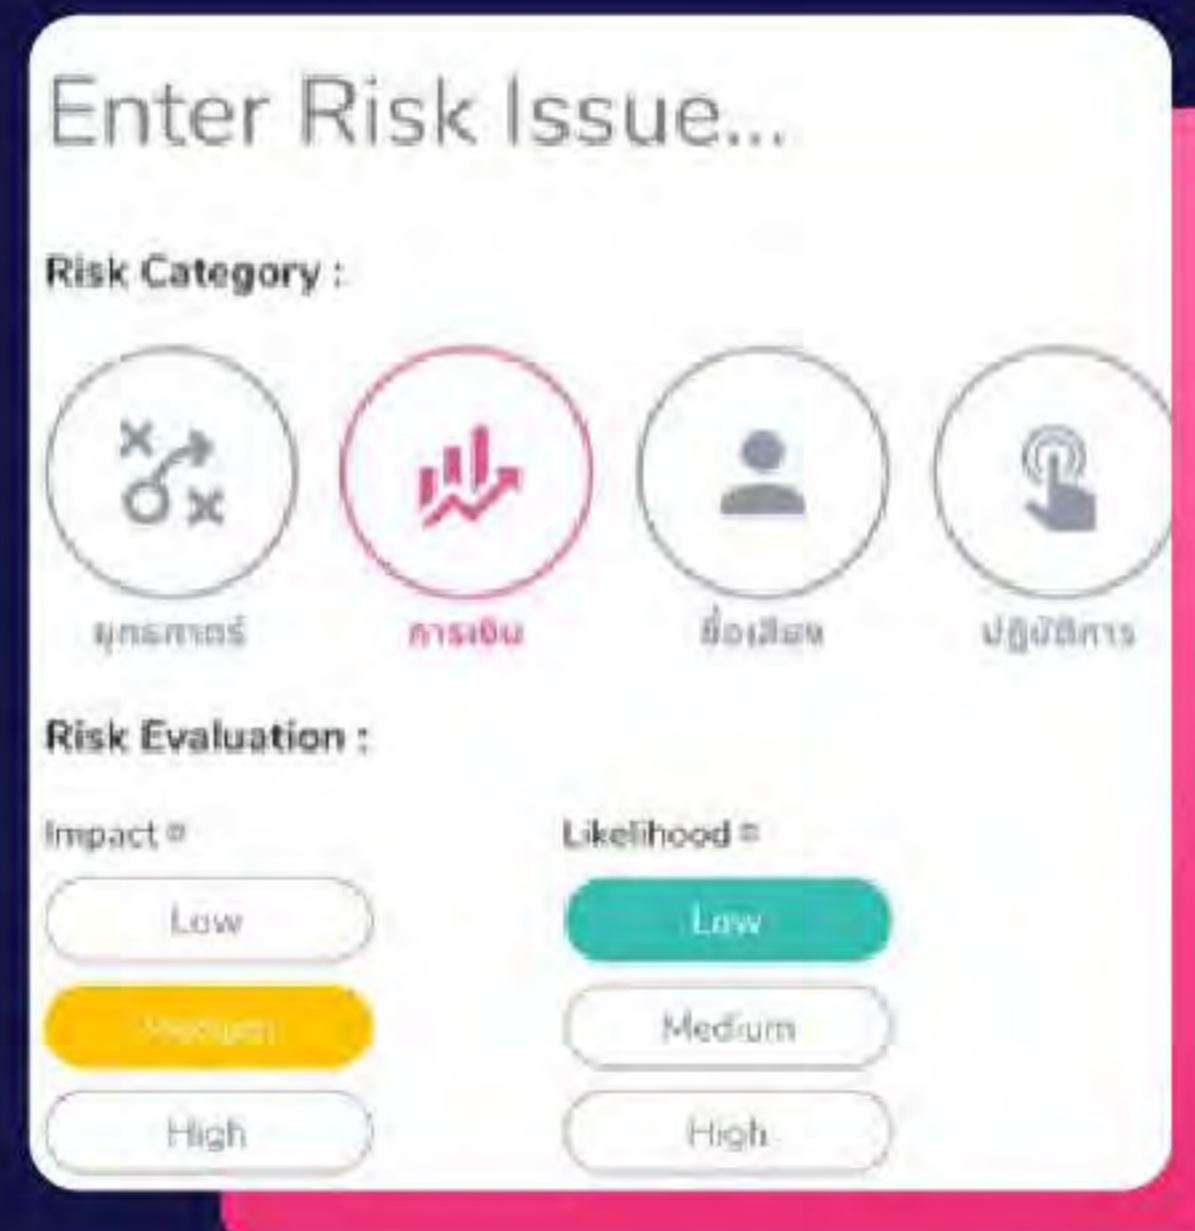 Enter Risk Issue...
Risk Category :
ยุทธศาตร์ การเงิน ชื่อเสียง ปฏิบัติการ
Risk Evaluation :
Impact Likelihood
Low Low
Medium Medium
High High